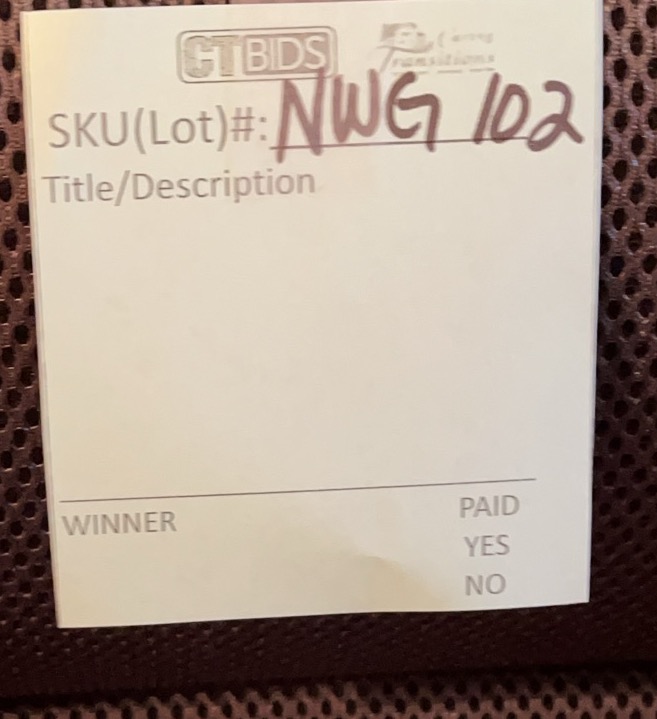 CTBIDS Caring
Transitions
SKU(Lot)#: NWG 102
Title/Description
WINNER PAID
YES
NO